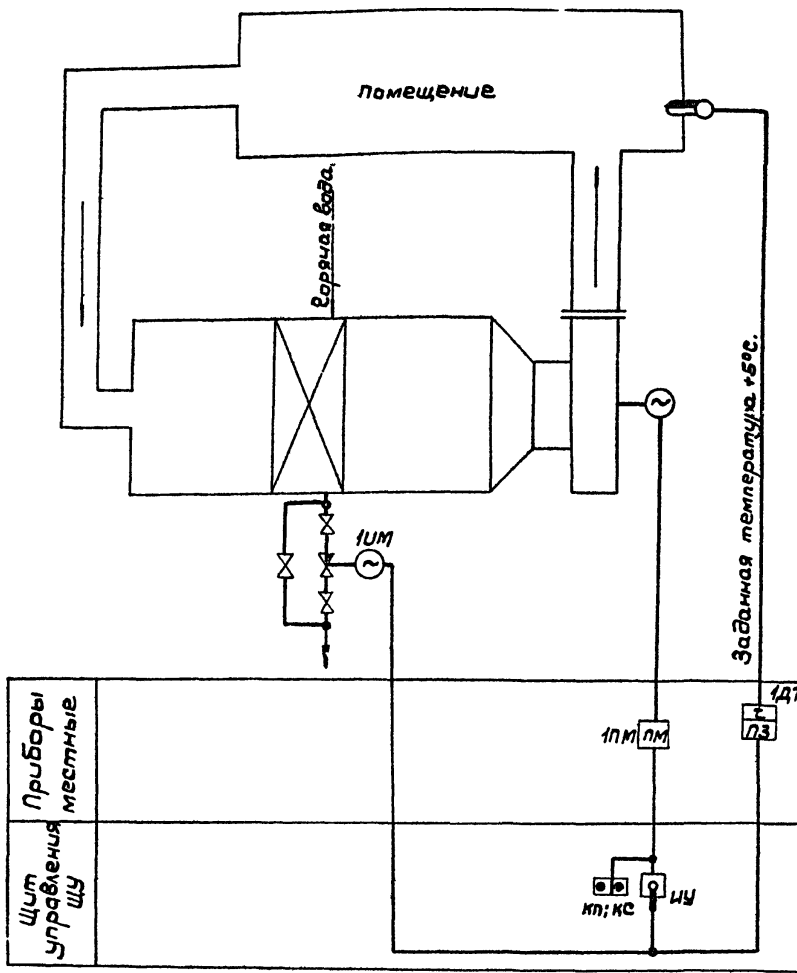 помещение
Горячая вода.
1ИМ
Заданная температура +5°С.
Приборы
местные
1ПМ
ПМ
1ДТ
τ
ПЗ
Щит
управления
ЩУ
КП; КС
ИУ